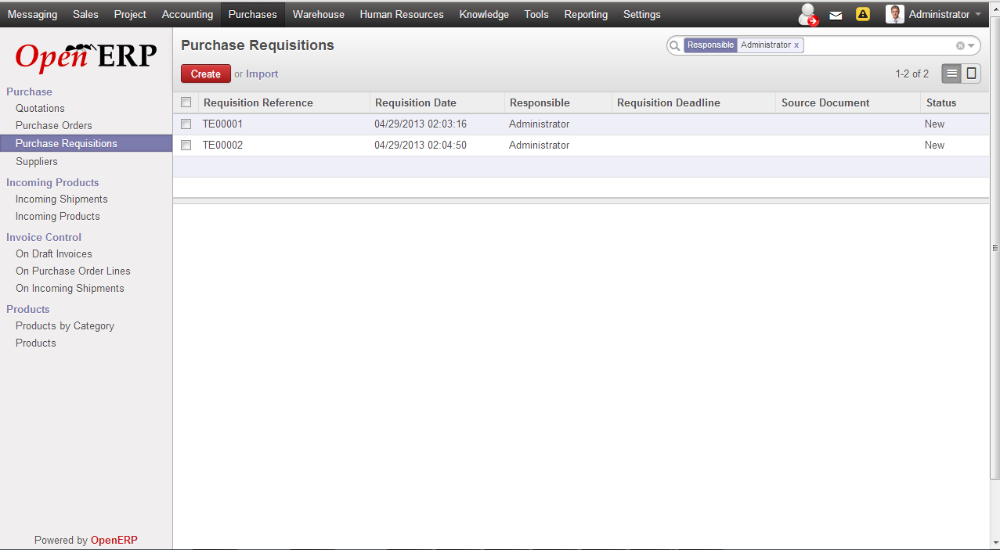 Messaging Sales Project Accounting Purchases Warehouse Human Resources Knowledge Tools Reporting Settings Administrator
Open ERP
Purchase
Quotations
Purchase Orders
Purchase Requisitions
Suppliers
Incoming Products
Incoming Shipments
Incoming Products
Invoice Control
On Draft Invoices
On Purchase Order Lines
On Incoming Shipments
Products
Products by Category
Products
Powered by OpenERP
Purchase Requisitions
Responsible Administrator x
Create or Import
1-2 of 2
Requisition Reference Requisition Date Responsible Requisition Deadline Source Document Status
TE00001 04/29/2013 02:03:16 Administrator New
TE00002 04/29/2013 02:04:50 Administrator New